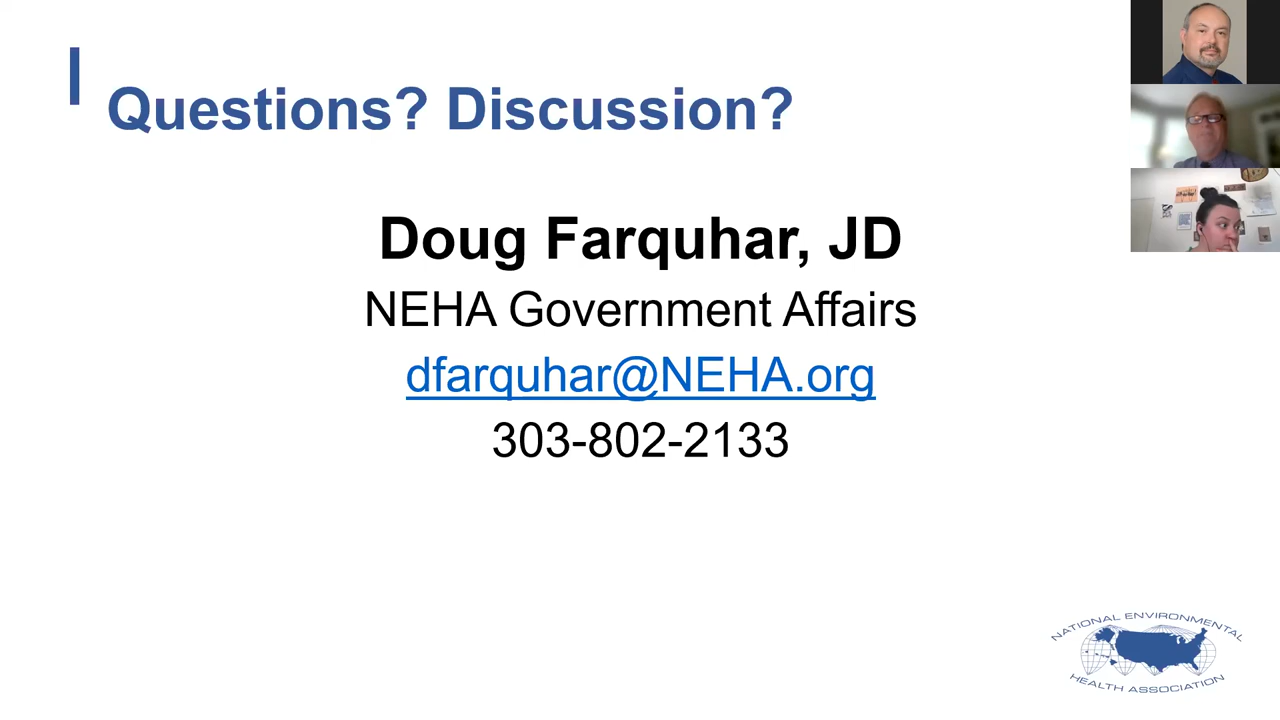 Questions? Discussion?
Doug Farquhar, JD
NEHA Government Affairs
dfarquhar@NEHA.org
303-802-2133
NATIONAL ENVIRONMENTAL
HEALTH ASSOCIATION